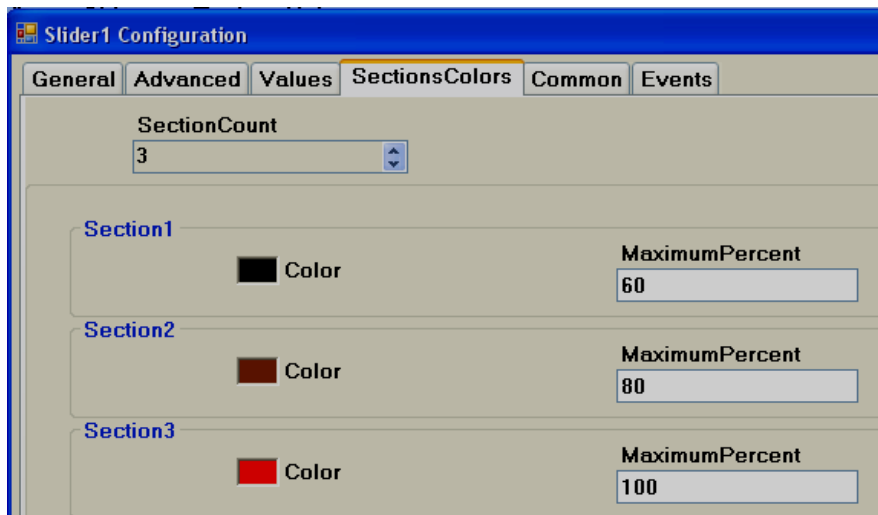 Slider1 Configuration
General Advanced Values SectionsColors Common Events
SectionCount
3
Section1
Color
MaximumPercent
60
Section2
Color
MaximumPercent
80
Section3
Color
MaximumPercent
100